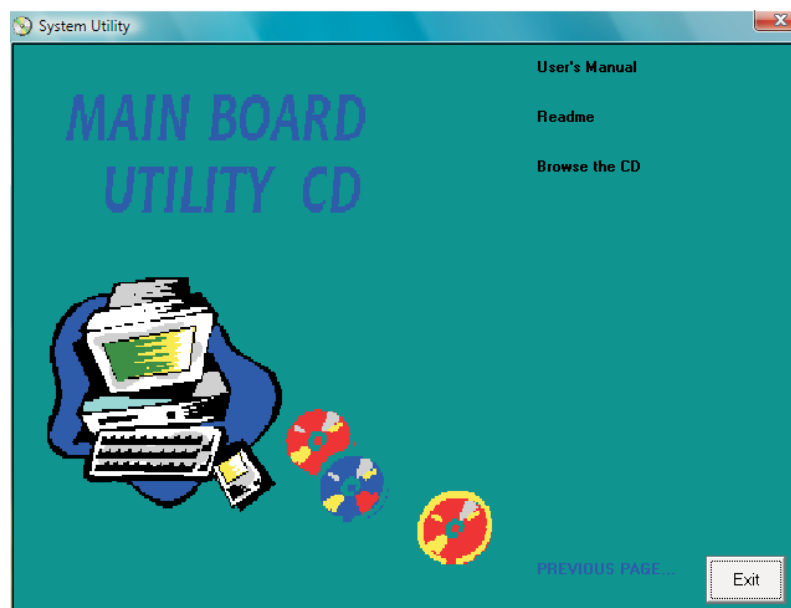 System Utility
MAIN BOARD
UTILITY CD
User's Manual
Readme
Browse the CD
PREVIOUS PAGE...
Exit